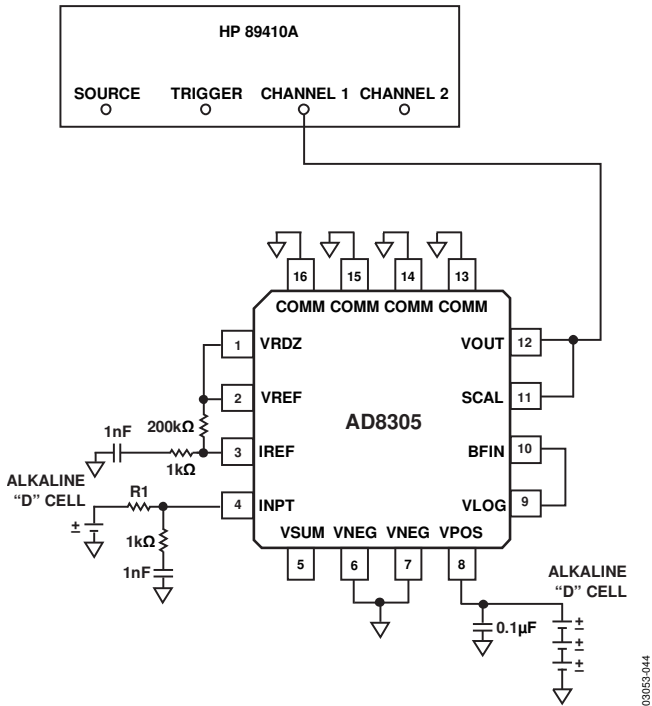 HP 89410A
SOURCE TRIGGER CHANNEL 1 CHANNEL 2
16 15 14 13
COMM COMM COMM COMM
1 VRDZ
VOUT 12
2 VREF
SCAL 11
200kΩ
AD8305
1nF
1kΩ
3 IREF
BFIN 10
ALKALINE
“D” CELL
R1
4 INPT
VLOG 9
±
1kΩ
1nF
VSUM VNEG VNEG VPOS
5 6 7 8
ALKALINE
“D” CELL
0.1µF
±
±
±
03053-044